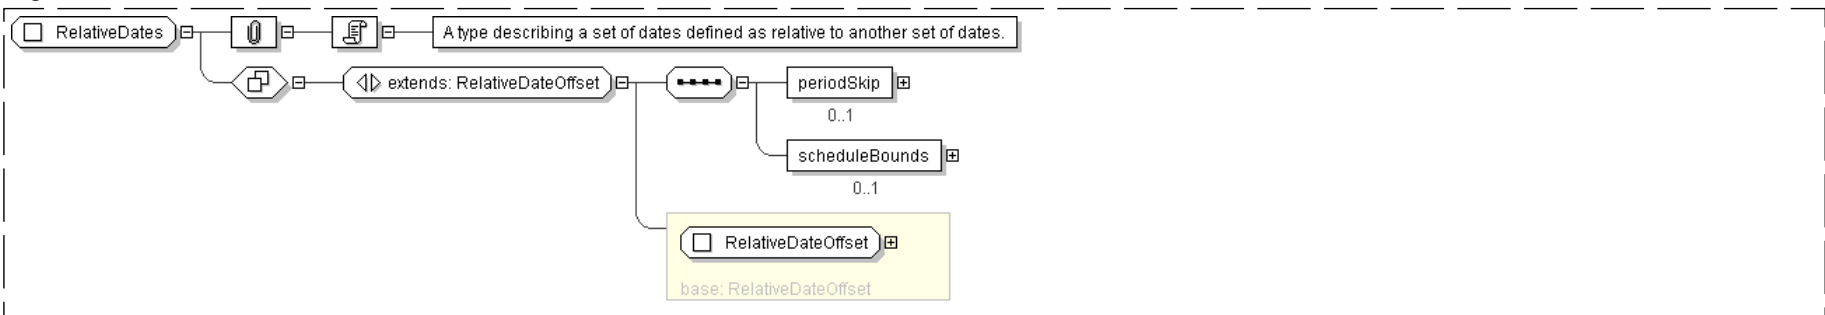 RelativeDates
A type describing a set of dates defined as relative to another set of dates.
extends: RelativeDateOffset
periodSkip
0..1
scheduleBounds
0..1
RelativeDateOffset
base: RelativeDateOffset